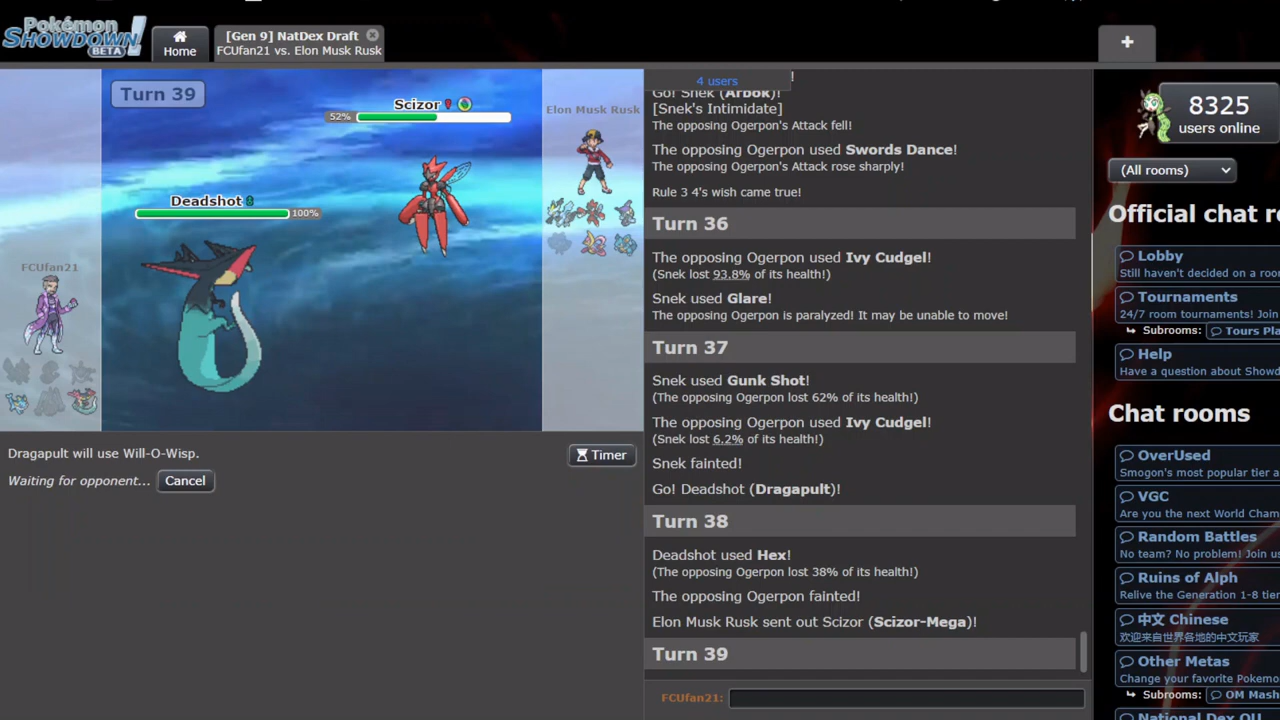 Pokémon
SHOWDOWN!
BETA
Home
[Gen 9] NatDex Draft
FCUfan21 vs. Elon Musk Rusk
+
Turn 39
Scizor
52%
Deadshot
100%
FCUfan21
Elon Musk Rusk
Dragapult will use Will-O-Wisp.
Timer
Waiting for opponent...
Cancel
4 users
!
Go! Snek (Arbok)!
[Snek's Intimidate]
The opposing Ogerpon's Attack fell!
The opposing Ogerpon used Swords Dance!
The opposing Ogerpon's Attack rose sharply!
Rule 3 4's wish came true!
Turn 36
The opposing Ogerpon used Ivy Cudgel!
(Snek lost 93.8% of its health!)
Snek used Glare!
The opposing Ogerpon is paralyzed! It may be unable to move!
Turn 37
Snek used Gunk Shot!
(The opposing Ogerpon lost 62% of its health!)
The opposing Ogerpon used Ivy Cudgel!
(Snek lost 6.2% of its health!)
Snek fainted!
Go! Deadshot (Dragapult)!
Turn 38
Deadshot used Hex!
(The opposing Ogerpon lost 38% of its health!)
The opposing Ogerpon fainted!
Elon Musk Rusk sent out Scizor (Scizor-Mega)!
Turn 39
FCUfan21:
8325
users online
(All rooms)
Official chat ro
Lobby
Still haven't decided on a roo
Tournaments
24/7 room tournaments! Join
Subrooms: Tours Pla
Help
Have a question about Showd
Chat rooms
OverUsed
Smogon's most popular tier a
VGC
Are you the next World Cham
Random Battles
No team? No problem! Join us
Ruins of Alph
Relive the Generation 1-8 tier
中文 Chinese
欢迎来自世界各地的中文玩家
Other Metas
Change your favorite Pokemo
Subrooms: OM Mash
National Dex OU